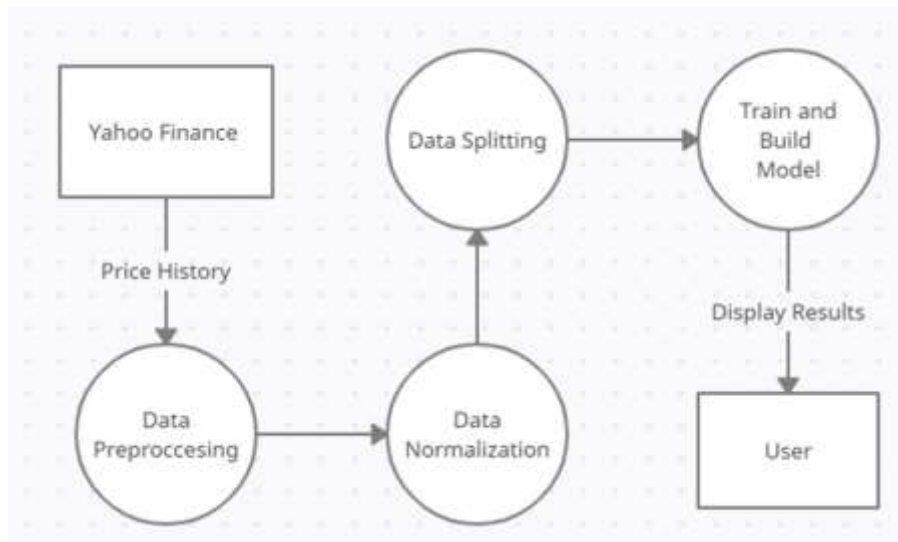 Yahoo Finance
Price History
Data
Preproccesing
Data
Normalization
Data Splitting
Train and
Build
Model
Display Results
User